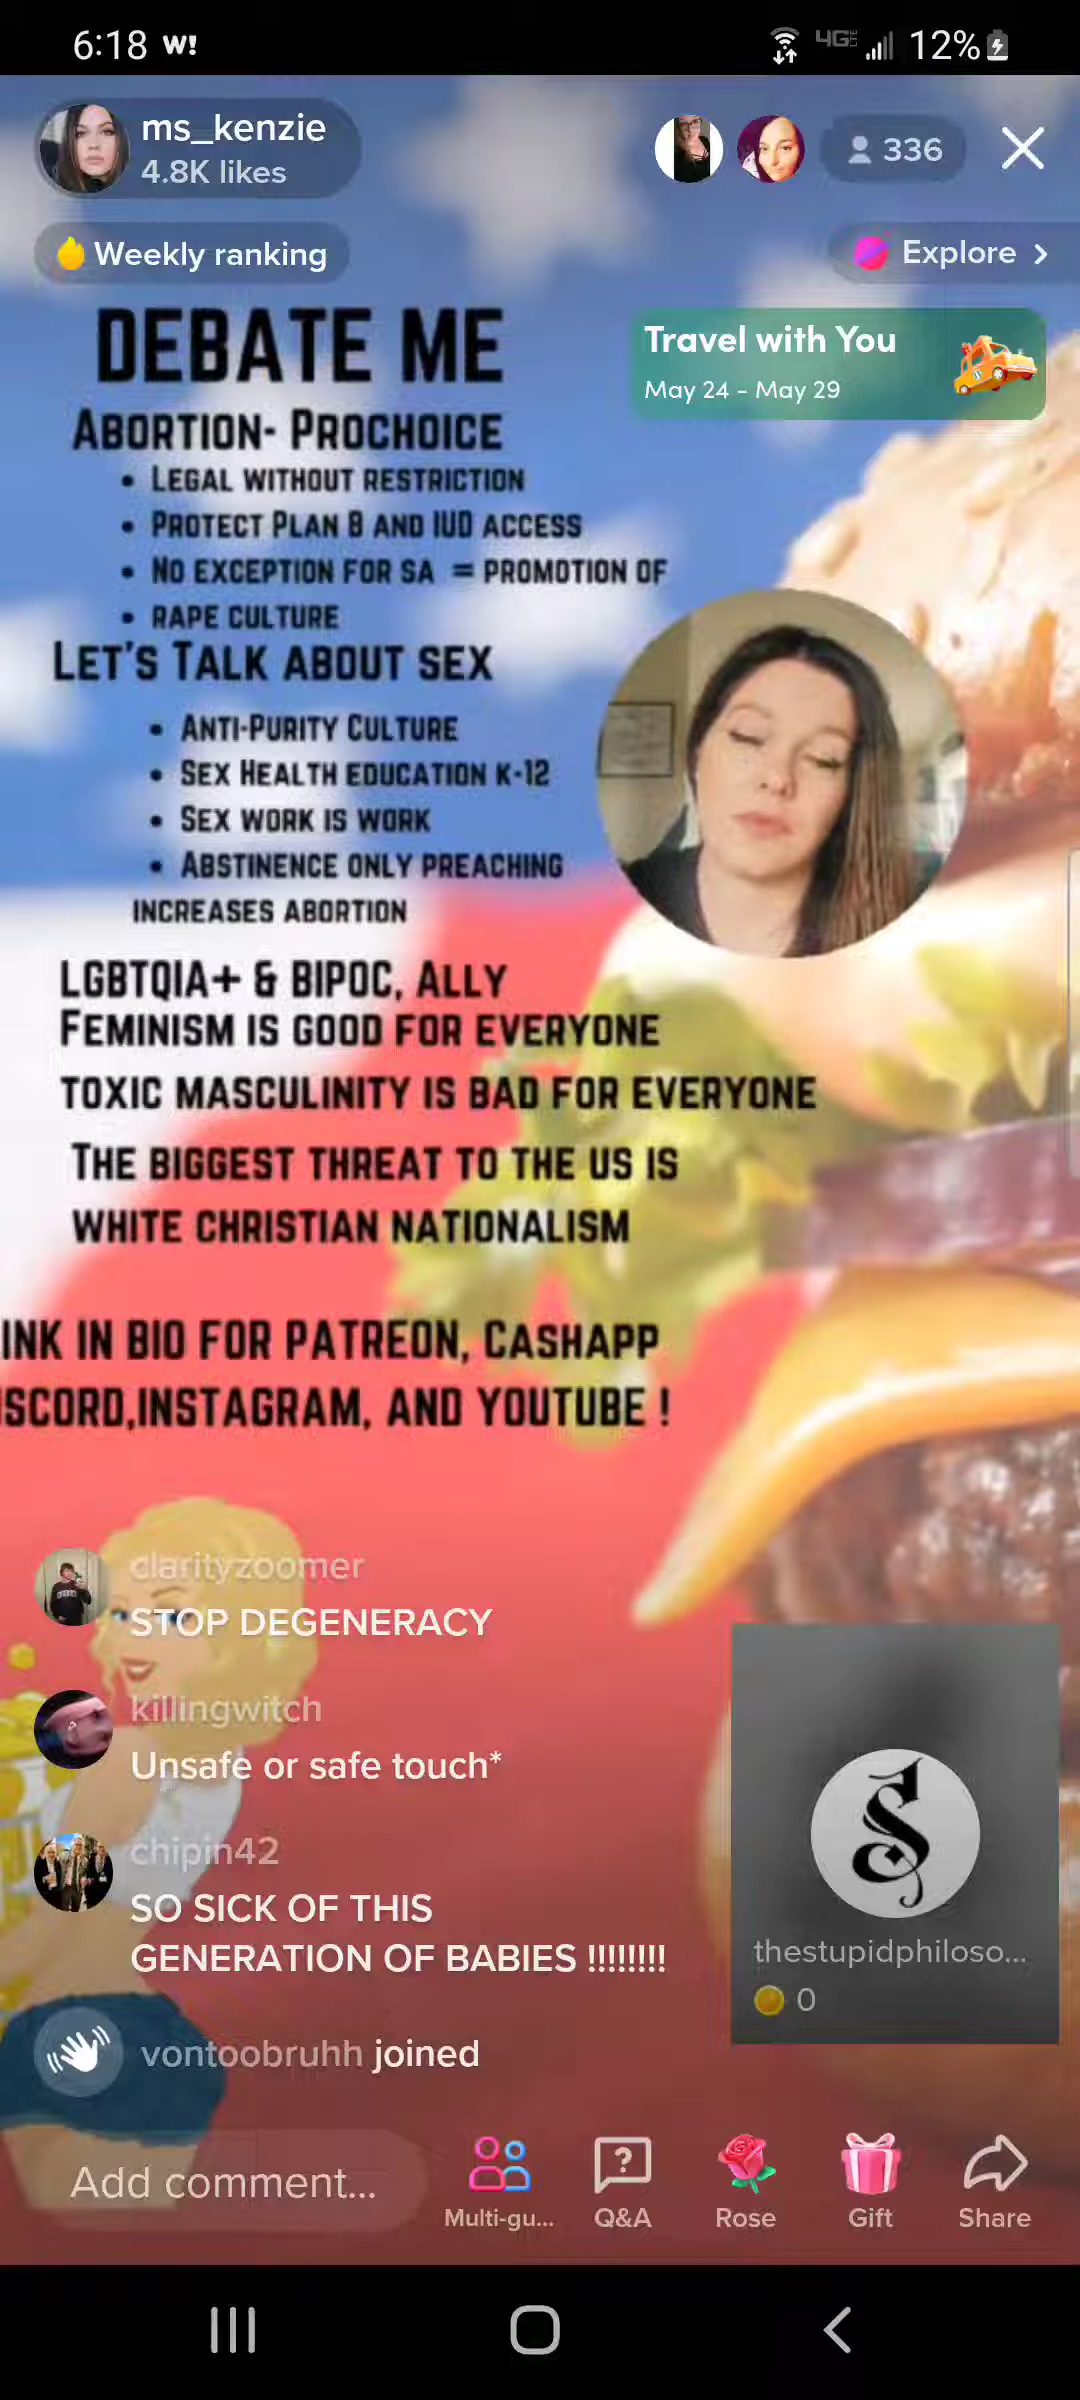 6:18 W! 4G LTE 12%
ms_kenzie
4.8K likes
336
Weekly ranking
Explore >
DEBATE ME
Travel with You
May 24 - May 29
ABORTION- PROCHOICE
• LEGAL WITHOUT RESTRICTION
• PROTECT PLAN B AND IUD ACCESS
• NO EXCEPTION FOR SA = PROMOTION OF
• RAPE CULTURE
LET'S TALK ABOUT SEX
• ANTI-PURITY CULTURE
• SEX HEALTH EDUCATION K-12
• SEX WORK IS WORK
• ABSTINENCE ONLY PREACHING
INCREASES ABORTION
LGBTQIA+ & BIPOC, ALLY
FEMINISM IS GOOD FOR EVERYONE
TOXIC MASCULINITY IS BAD FOR EVERYONE
THE BIGGEST THREAT TO THE US IS
WHITE CHRISTIAN NATIONALISM
INK IN BIO FOR PATREON, CASHAPP
ISCORD,INSTAGRAM, AND YOUTUBE !
clarityzoomer
STOP DEGENERACY
killingwitch
Unsafe or safe touch*
chipin42
SO SICK OF THIS
GENERATION OF BABIES !!!!!!!!
thestupidphiloso...
0
vontoobruhh joined
Add comment...
Multi-gu...
Q&A
Rose
Gift
Share